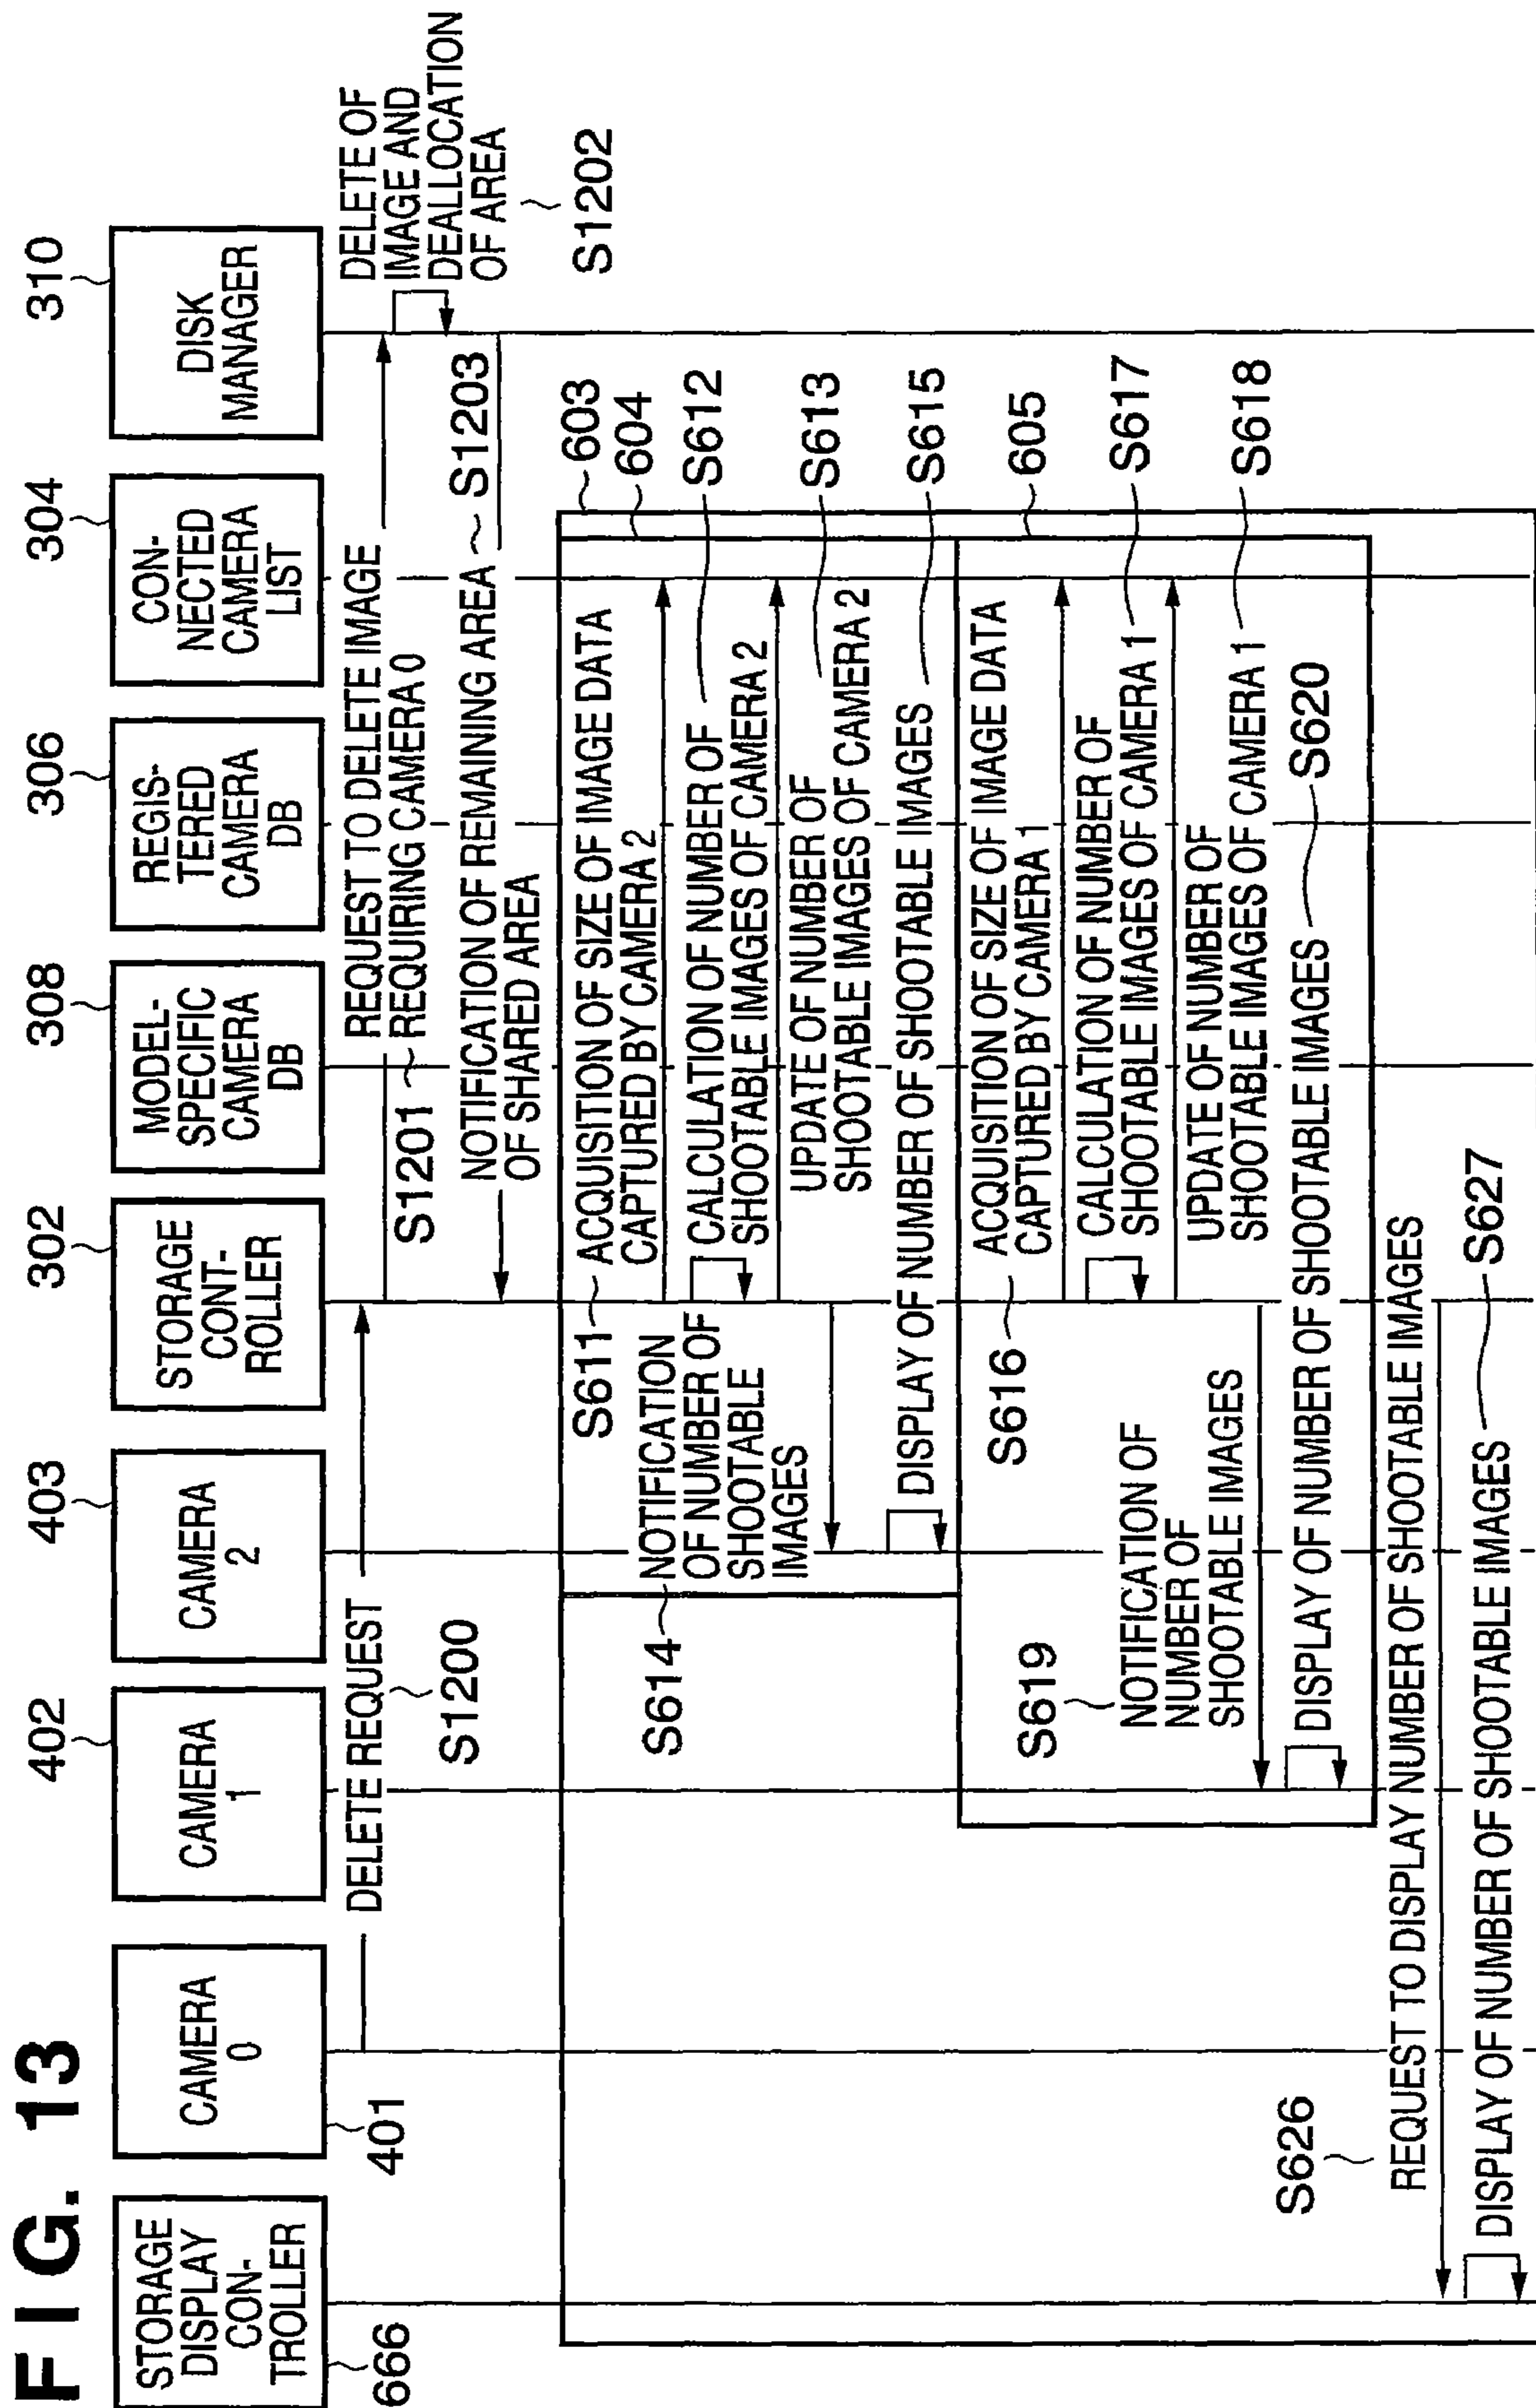 FIG. 13
STORAGE
DISPLAY
CON-
TROLLER
666
CAMERA
0
401
CAMERA
1
402
CAMERA
2
403
STORAGE
CONT-
ROLLER
302
MODEL-
SPECIFIC
CAMERA
DB
308
REGIS-
TERED
CAMERA
DB
306
CON-
NECTED
CAMERA
LIST
304
DISK
MANAGER
310
DELETE REQUEST
S1200
REQUEST TO DELETE IMAGE
REQUIRING CAMERA 0
S1201
DELETE OF
IMAGE AND
DEALLOCATION
OF AREA
S1202
NOTIFICATION OF REMAINING AREA
OF SHARED AREA
S1203
603
604
S611
ACQUISITION OF SIZE OF IMAGE DATA
CAPTURED BY CAMERA 2
CALCULATION OF NUMBER OF
SHOOTABLE IMAGES OF CAMERA 2
S612
UPDATE OF NUMBER OF
SHOOTABLE IMAGES OF CAMERA 2
S613
S614
NOTIFICATION
OF NUMBER OF
SHOOTABLE
IMAGES
DISPLAY OF NUMBER OF SHOOTABLE IMAGES
S615
605
S616
ACQUISITION OF SIZE OF IMAGE DATA
CAPTURED BY CAMERA 1
CALCULATION OF NUMBER OF
SHOOTABLE IMAGES OF CAMERA 1
S617
UPDATE OF NUMBER OF
SHOOTABLE IMAGES OF CAMERA 1
S618
S619
NOTIFICATION OF
NUMBER OF
SHOOTABLE IMAGES
DISPLAY OF NUMBER OF SHOOTABLE IMAGES
S620
S626
REQUEST TO DISPLAY NUMBER OF SHOOTABLE IMAGES
DISPLAY OF NUMBER OF SHOOTABLE IMAGES
S627